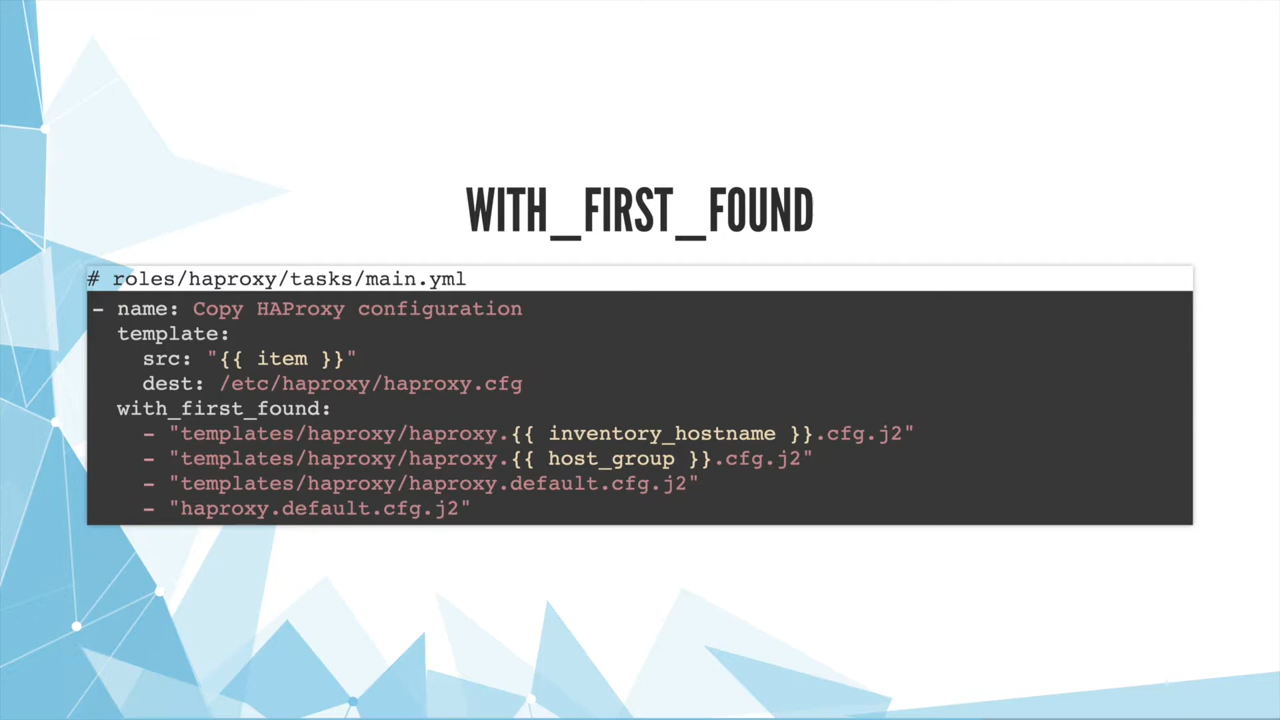 WITH_FIRST_FOUND
# roles/haproxy/tasks/main.yml
- name: Copy HAProxy configuration
  template:
    src: "{{ item }}"
    dest: /etc/haproxy/haproxy.cfg
  with_first_found:
    - "templates/haproxy/haproxy.{{ inventory_hostname }}.cfg.j2"
    - "templates/haproxy/haproxy.{{ host_group }}.cfg.j2"
    - "templates/haproxy/haproxy.default.cfg.j2"
    - "haproxy.default.cfg.j2"